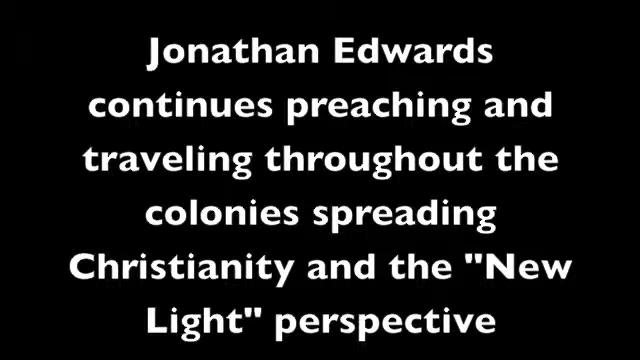 Jonathan Edwards
continues preaching and
traveling throughout the
colonies spreading
Christianity and the "New
Light" perspective